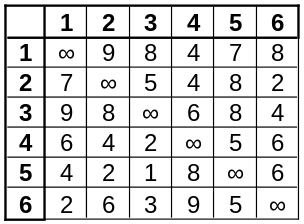 1 2 3 4 5 6
1 ∞ 9 8 4 7 8
2 7 ∞ 5 4 8 2
3 9 8 ∞ 6 8 4
4 6 4 2 ∞ 5 6
5 4 2 1 8 ∞ 6
6 2 6 3 9 5 ∞